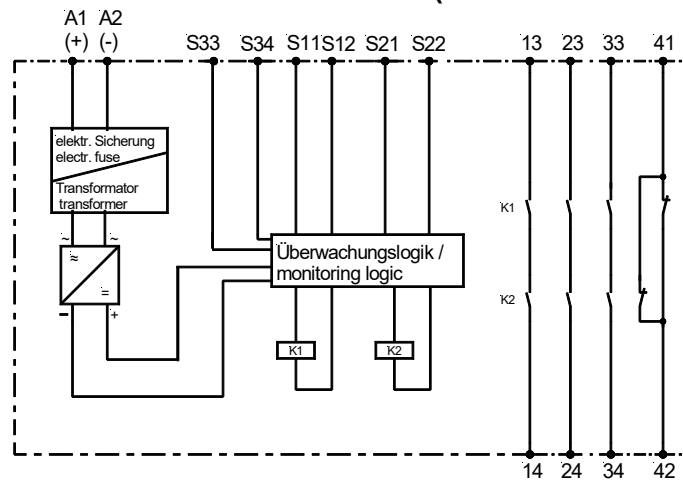 A1 A2
(+) (-) S33 S34 S11 S12 S21 S22 13 23 33 41
elektr. Sicherung
electr. fuse
Transformator
transformer
~ ~
≈
=
− +
Überwachungslogik /
monitoring logic
K1 K2
K1
K2
14 24 34 42